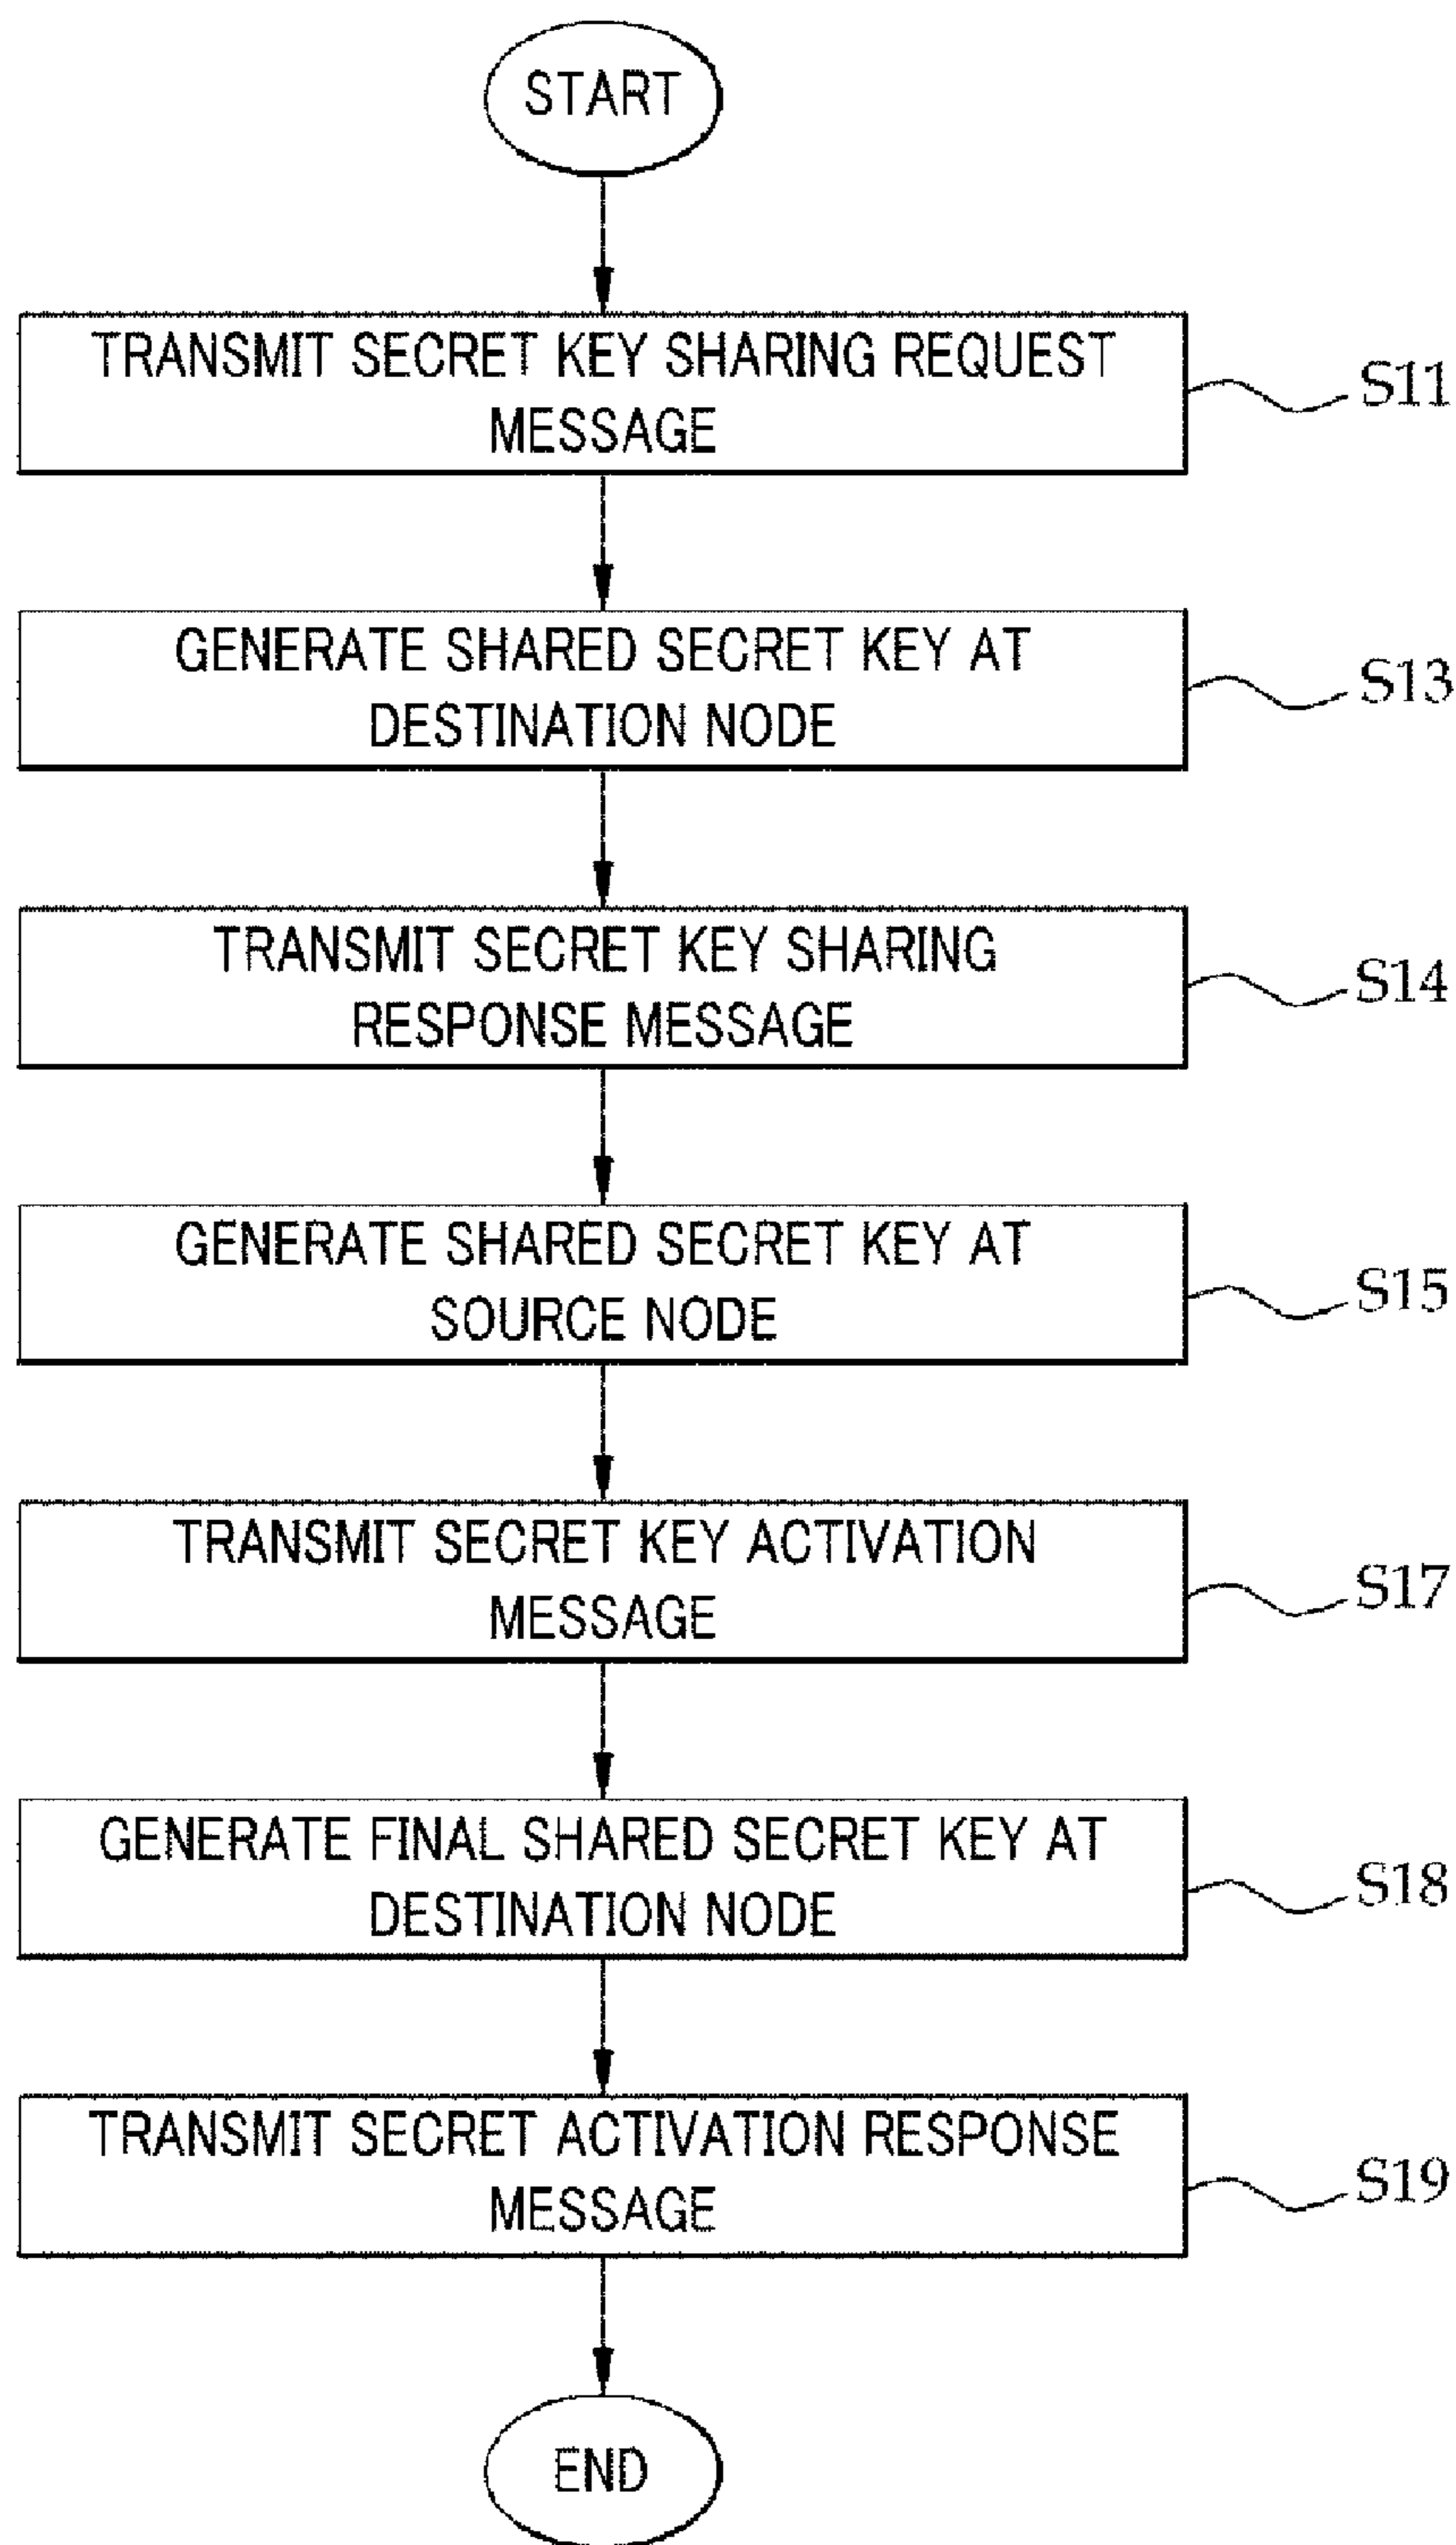 START
TRANSMIT SECRET KEY SHARING REQUEST
MESSAGE
S11
GENERATE SHARED SECRET KEY AT
DESTINATION NODE
S13
TRANSMIT SECRET KEY SHARING
RESPONSE MESSAGE
S14
GENERATE SHARED SECRET KEY AT
SOURCE NODE
S15
TRANSMIT SECRET KEY ACTIVATION
MESSAGE
S17
GENERATE FINAL SHARED SECRET KEY AT
DESTINATION NODE
S18
TRANSMIT SECRET ACTIVATION RESPONSE
MESSAGE
S19
END